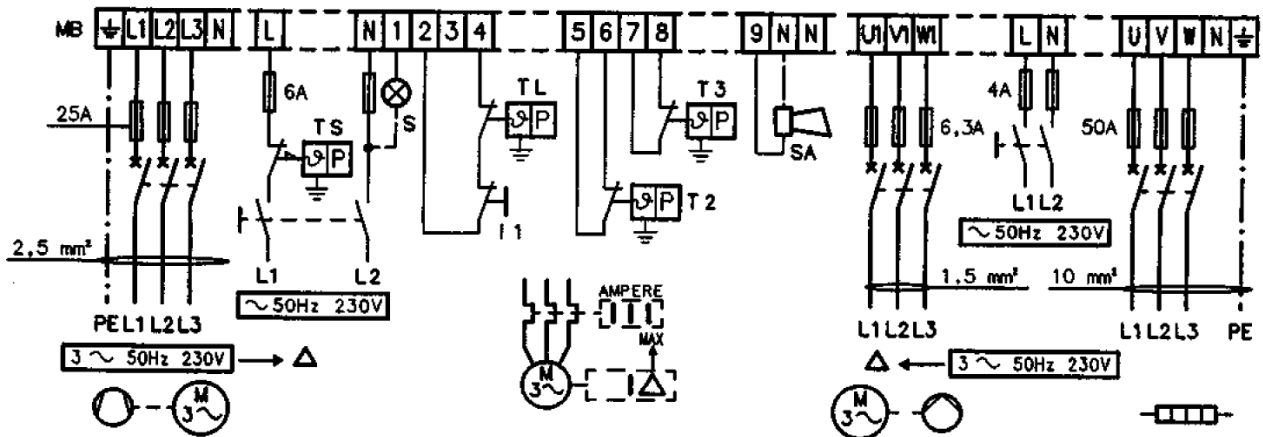 MB ⏚ L1 L2 L3 N L N 1 2 3 4 5 6 7 8 9 N N U1 V1 W1 L N U V W N ⏚
25A
6A
TS
ϑ P
S
TL
ϑ P
I1
T3
ϑ P
T2
ϑ P
SA
6,3A
4A
50A
L1 L2
∼ 50Hz 230V
2,5 mm²
L1 L2
∼ 50Hz 230V
1,5 mm²
10 mm²
PE L1 L2 L3
3 ∼ 50Hz 230V
Δ
M
3∼
AMPERE
MAX
M
3∼
Δ
L1 L2 L3
Δ
3 ∼ 50Hz 230V
M
3∼
L1 L2 L3 PE